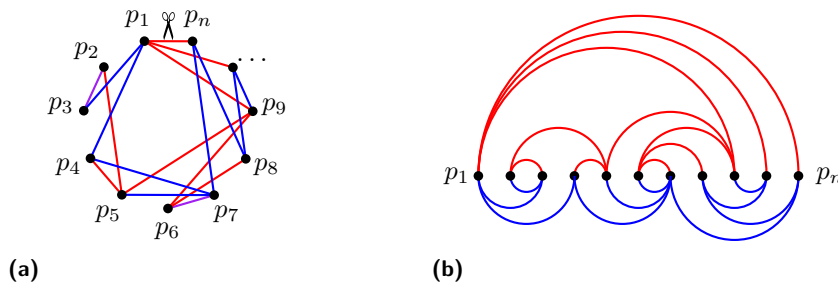 p₁ pₙ
p₂ ...
p₃ p₉
p₄ p₈
p₅ p₆ p₇
p₁ pₙ
(a) (b)